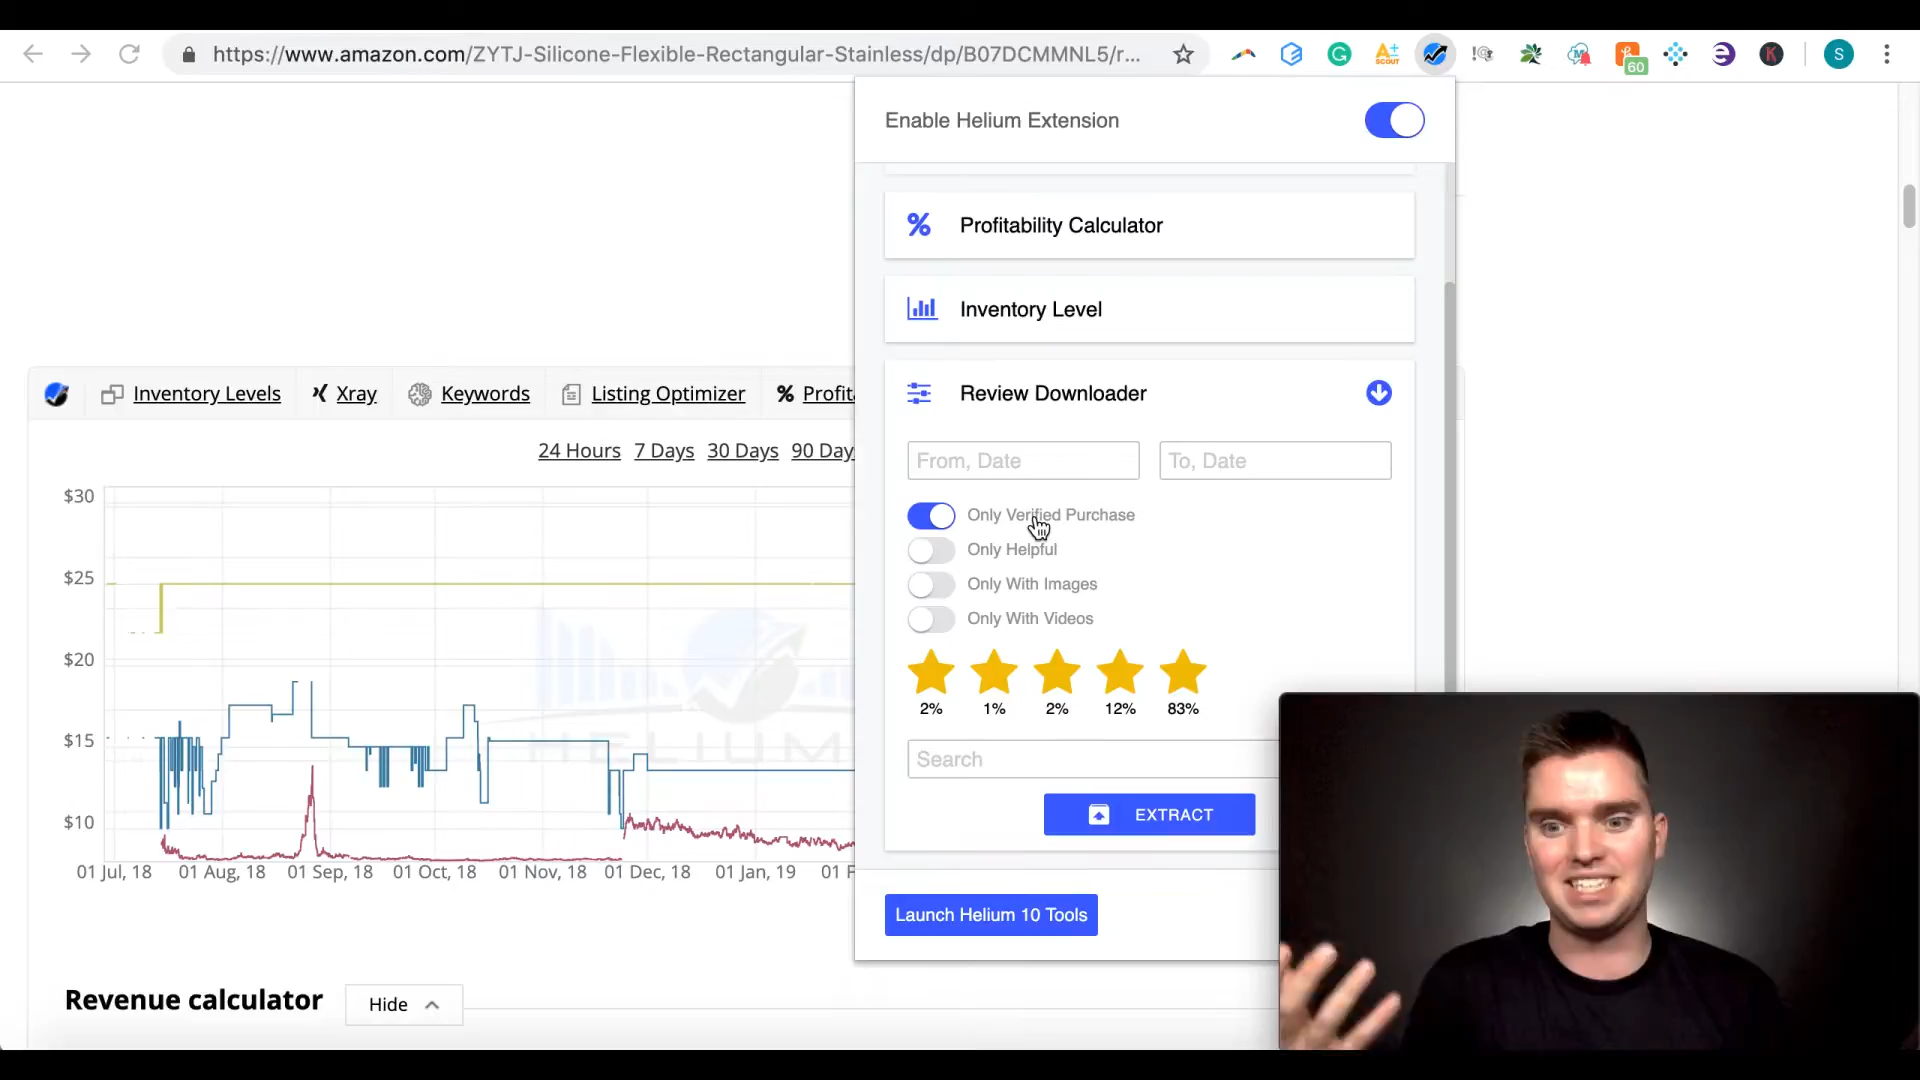 https://www.amazon.com/ZYTJ-Silicone-Flexible-Rectangular-Stainless/dp/B07DCMMNL5/r...
A+
SCOUT
60
S
Enable Helium Extension
Profitability Calculator
Inventory Level
Inventory Levels
Xray
Keywords
Listing Optimizer
% Profit
Review Downloader
24 Hours 7 Days 30 Days 90 Day
From, Date
To, Date
$30
$25
$20
$15
$10
Only Verified Purchase
Only Helpful
Only With Images
Only With Videos
2% 1% 2% 12% 83%
HELIUM
Search
EXTRACT
01 Jul, 18 01 Aug, 18 01 Sep, 18 01 Oct, 18 01 Nov, 18 01 Dec, 18 01 Jan, 19 01 F
Launch Helium 10 Tools
Revenue calculator
Hide